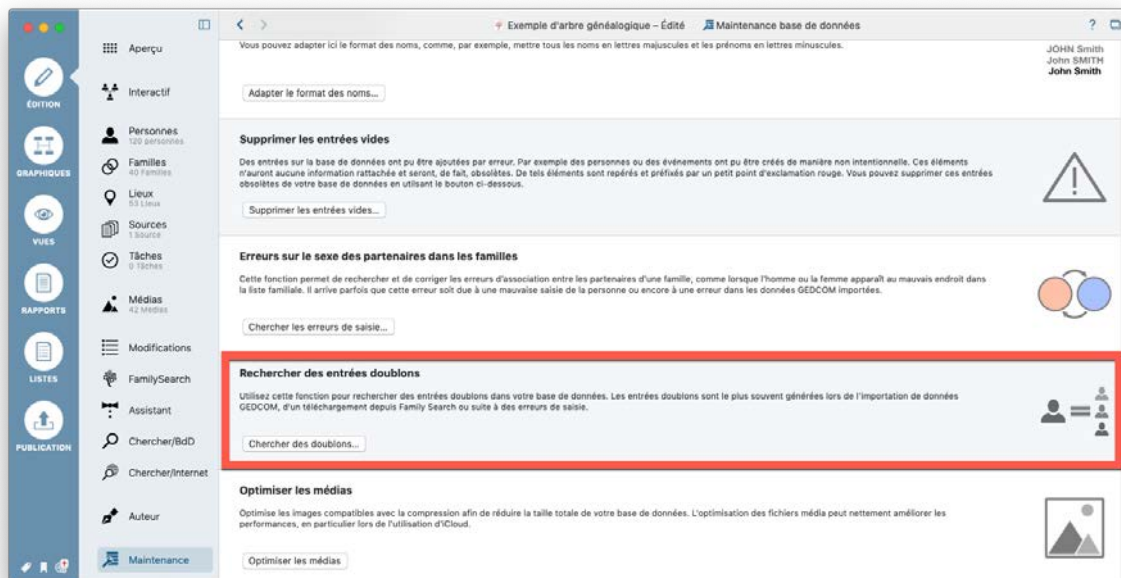 Exemple d'arbre généalogique – Édité
Maintenance base de données
?
ÉDITION
GRAPHIQUES
VUES
RAPPORTS
LISTES
PUBLICATION
Aperçu
Interactif
Personnes
120 personnes
Familles
40 Familles
Lieux
53 Lieux
Sources
1 Source
Tâches
0 Tâches
Médias
42 Médias
Modifications
FamilySearch
Assistant
Chercher/BdD
Chercher/Internet
Auteur
Maintenance
Vous pouvez adapter ici le format des noms, comme, par exemple, mettre tous les noms en lettres majuscules et les prénoms en lettres minuscules.
JOHN Smith
John SMITH
John Smith
Adapter le format des noms...
Supprimer les entrées vides
Des entrées sur la base de données ont pu être ajoutées par erreur. Par exemple des personnes ou des événements ont pu être créés de manière non intentionnelle. Ces éléments
n'auront aucune information rattachée et seront, de fait, obsolètes. De tels éléments sont repérés et préfixés par un petit point d'exclamation rouge. Vous pouvez supprimer ces entrées
obsolètes de votre base de données en utilisant le bouton ci-dessous.
Supprimer les entrées vides...
Erreurs sur le sexe des partenaires dans les familles
Cette fonction permet de rechercher et de corriger les erreurs d'association entre les partenaires d'une famille, comme lorsque l'homme ou la femme apparaît au mauvais endroit dans
la liste familiale. Il arrive parfois que cette erreur soit due à une mauvaise saisie de la personne ou encore à une erreur dans les données GEDCOM importées.
Chercher les erreurs de saisie...
Rechercher des entrées doublons
Utilisez cette fonction pour rechercher des entrées doublons dans votre base de données. Les entrées doublons sont le plus souvent générées lors de l'importation de données
GEDCOM, d'un téléchargement depuis Family Search ou suite à des erreurs de saisie.
Chercher des doublons...
Optimiser les médias
Optimise les images compatibles avec la compression afin de réduire la taille totale de votre base de données. L'optimisation des fichiers média peut nettement améliorer les
performances, en particulier lors de l'utilisation d'iCloud.
Optimiser les médias